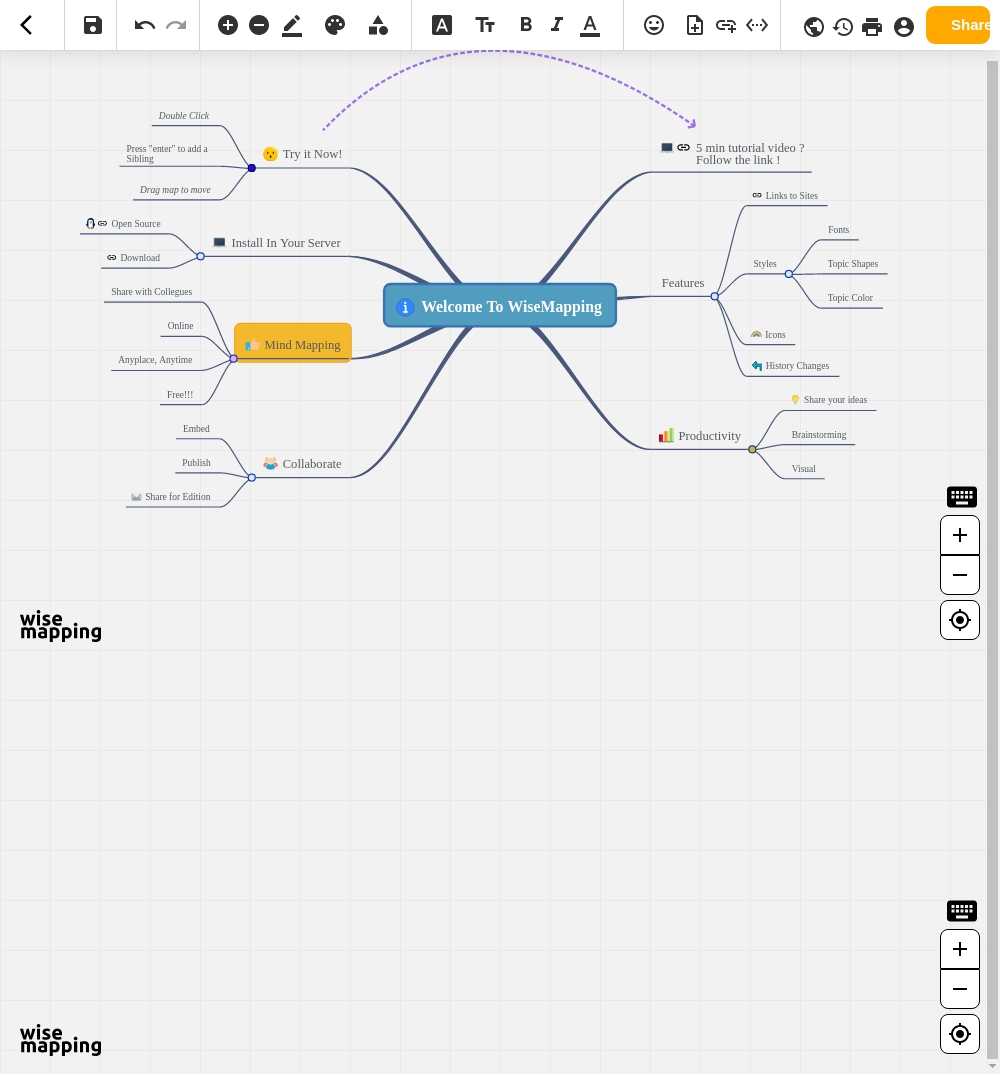 Share
Double Click
Press "enter" to add a
Sibling
Drag map to move
Try it Now!
Open Source
Download
Install In Your Server
Share with Collegues
Online
Anyplace, Anytime
Free!!!
Mind Mapping
Embed
Publish
Share for Edition
Collaborate
Welcome To WiseMapping
5 min tutorial video ?
Follow the link !
Features
Links to Sites
Styles
Fonts
Topic Shapes
Topic Color
Icons
History Changes
Productivity
Share your ideas
Brainstorming
Visual
wise
mapping
wise
mapping